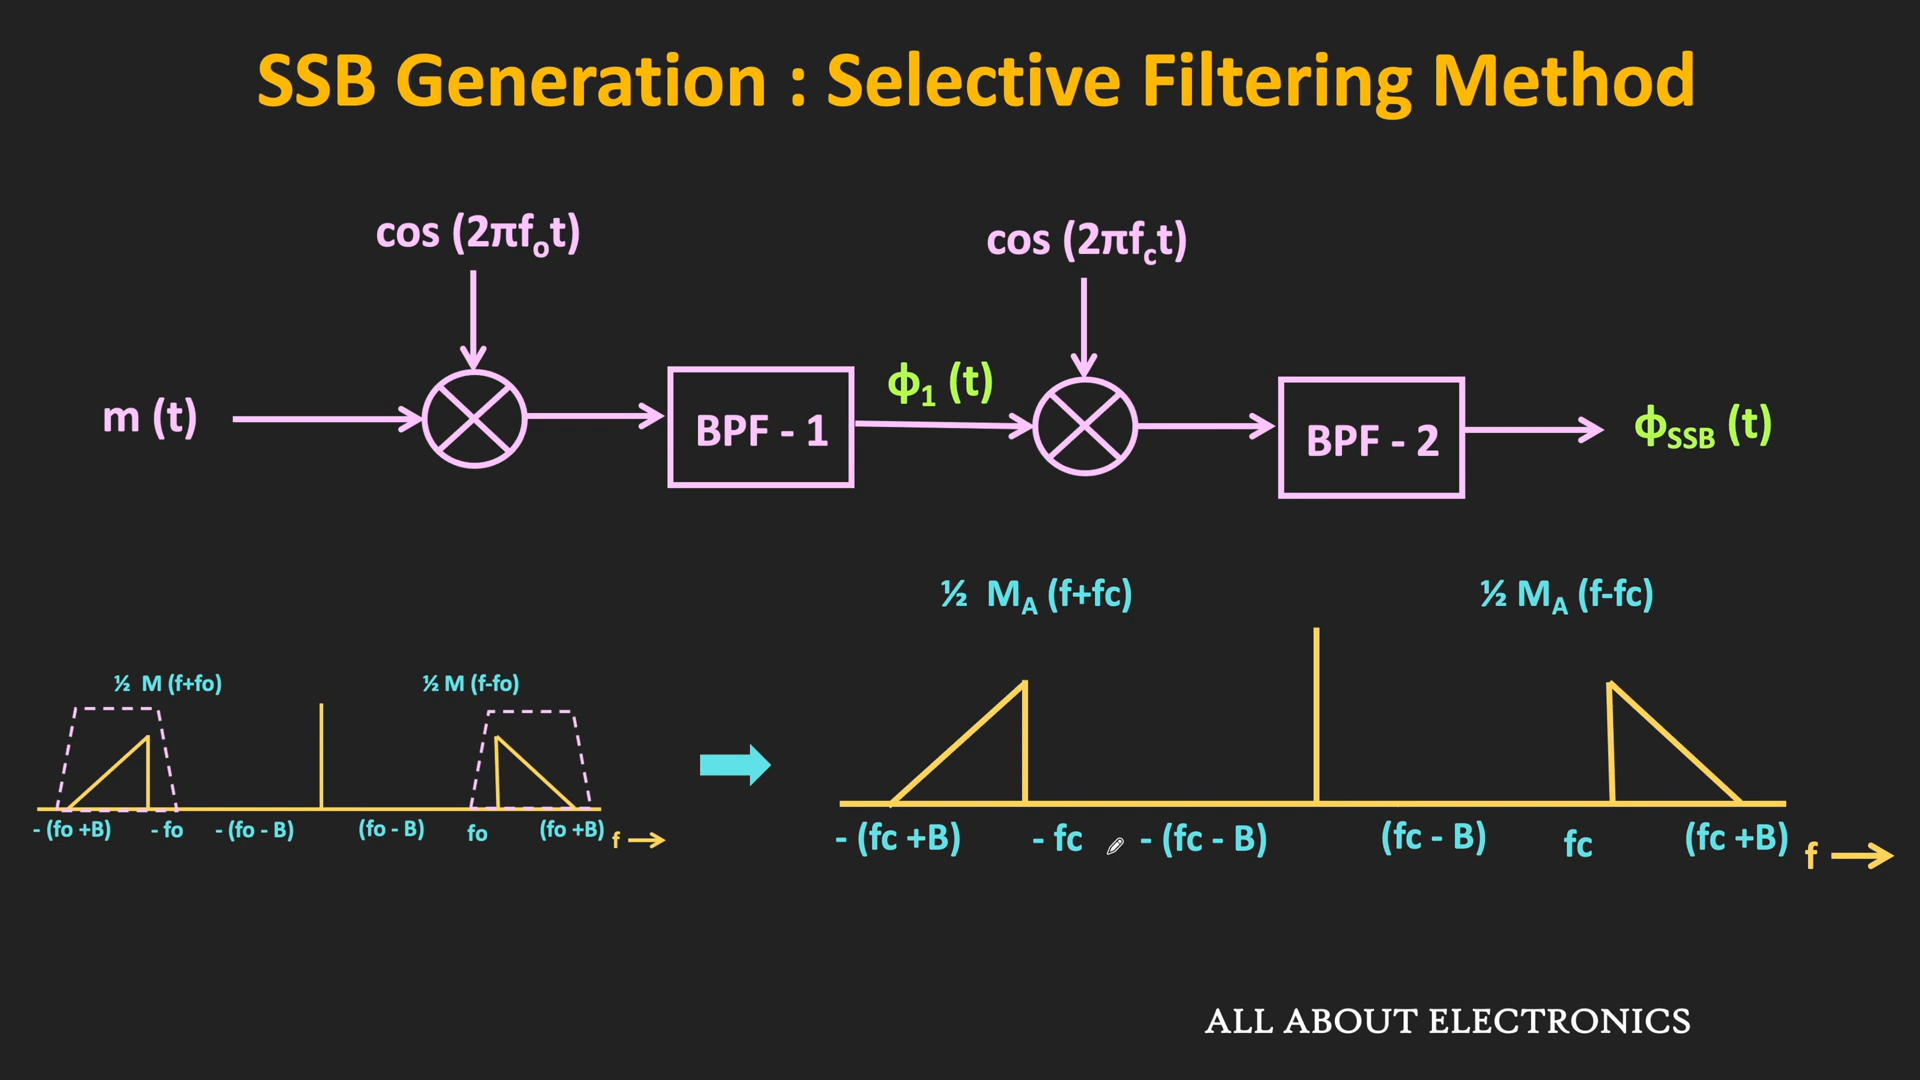 SSB Generation : Selective Filtering Method
cos (2πfot)
cos (2πfct)
m (t)
BPF - 1
ϕ1 (t)
BPF - 2
ϕSSB (t)
½ MA (f+fc)
½ MA (f-fc)
½ M (f+fo)
½ M (f-fo)
- (fo +B) - fo - (fo - B) (fo - B) fo (fo +B) f
- (fc +B) - fc - (fc - B) (fc - B) fc (fc +B) f
ALL ABOUT ELECTRONICS